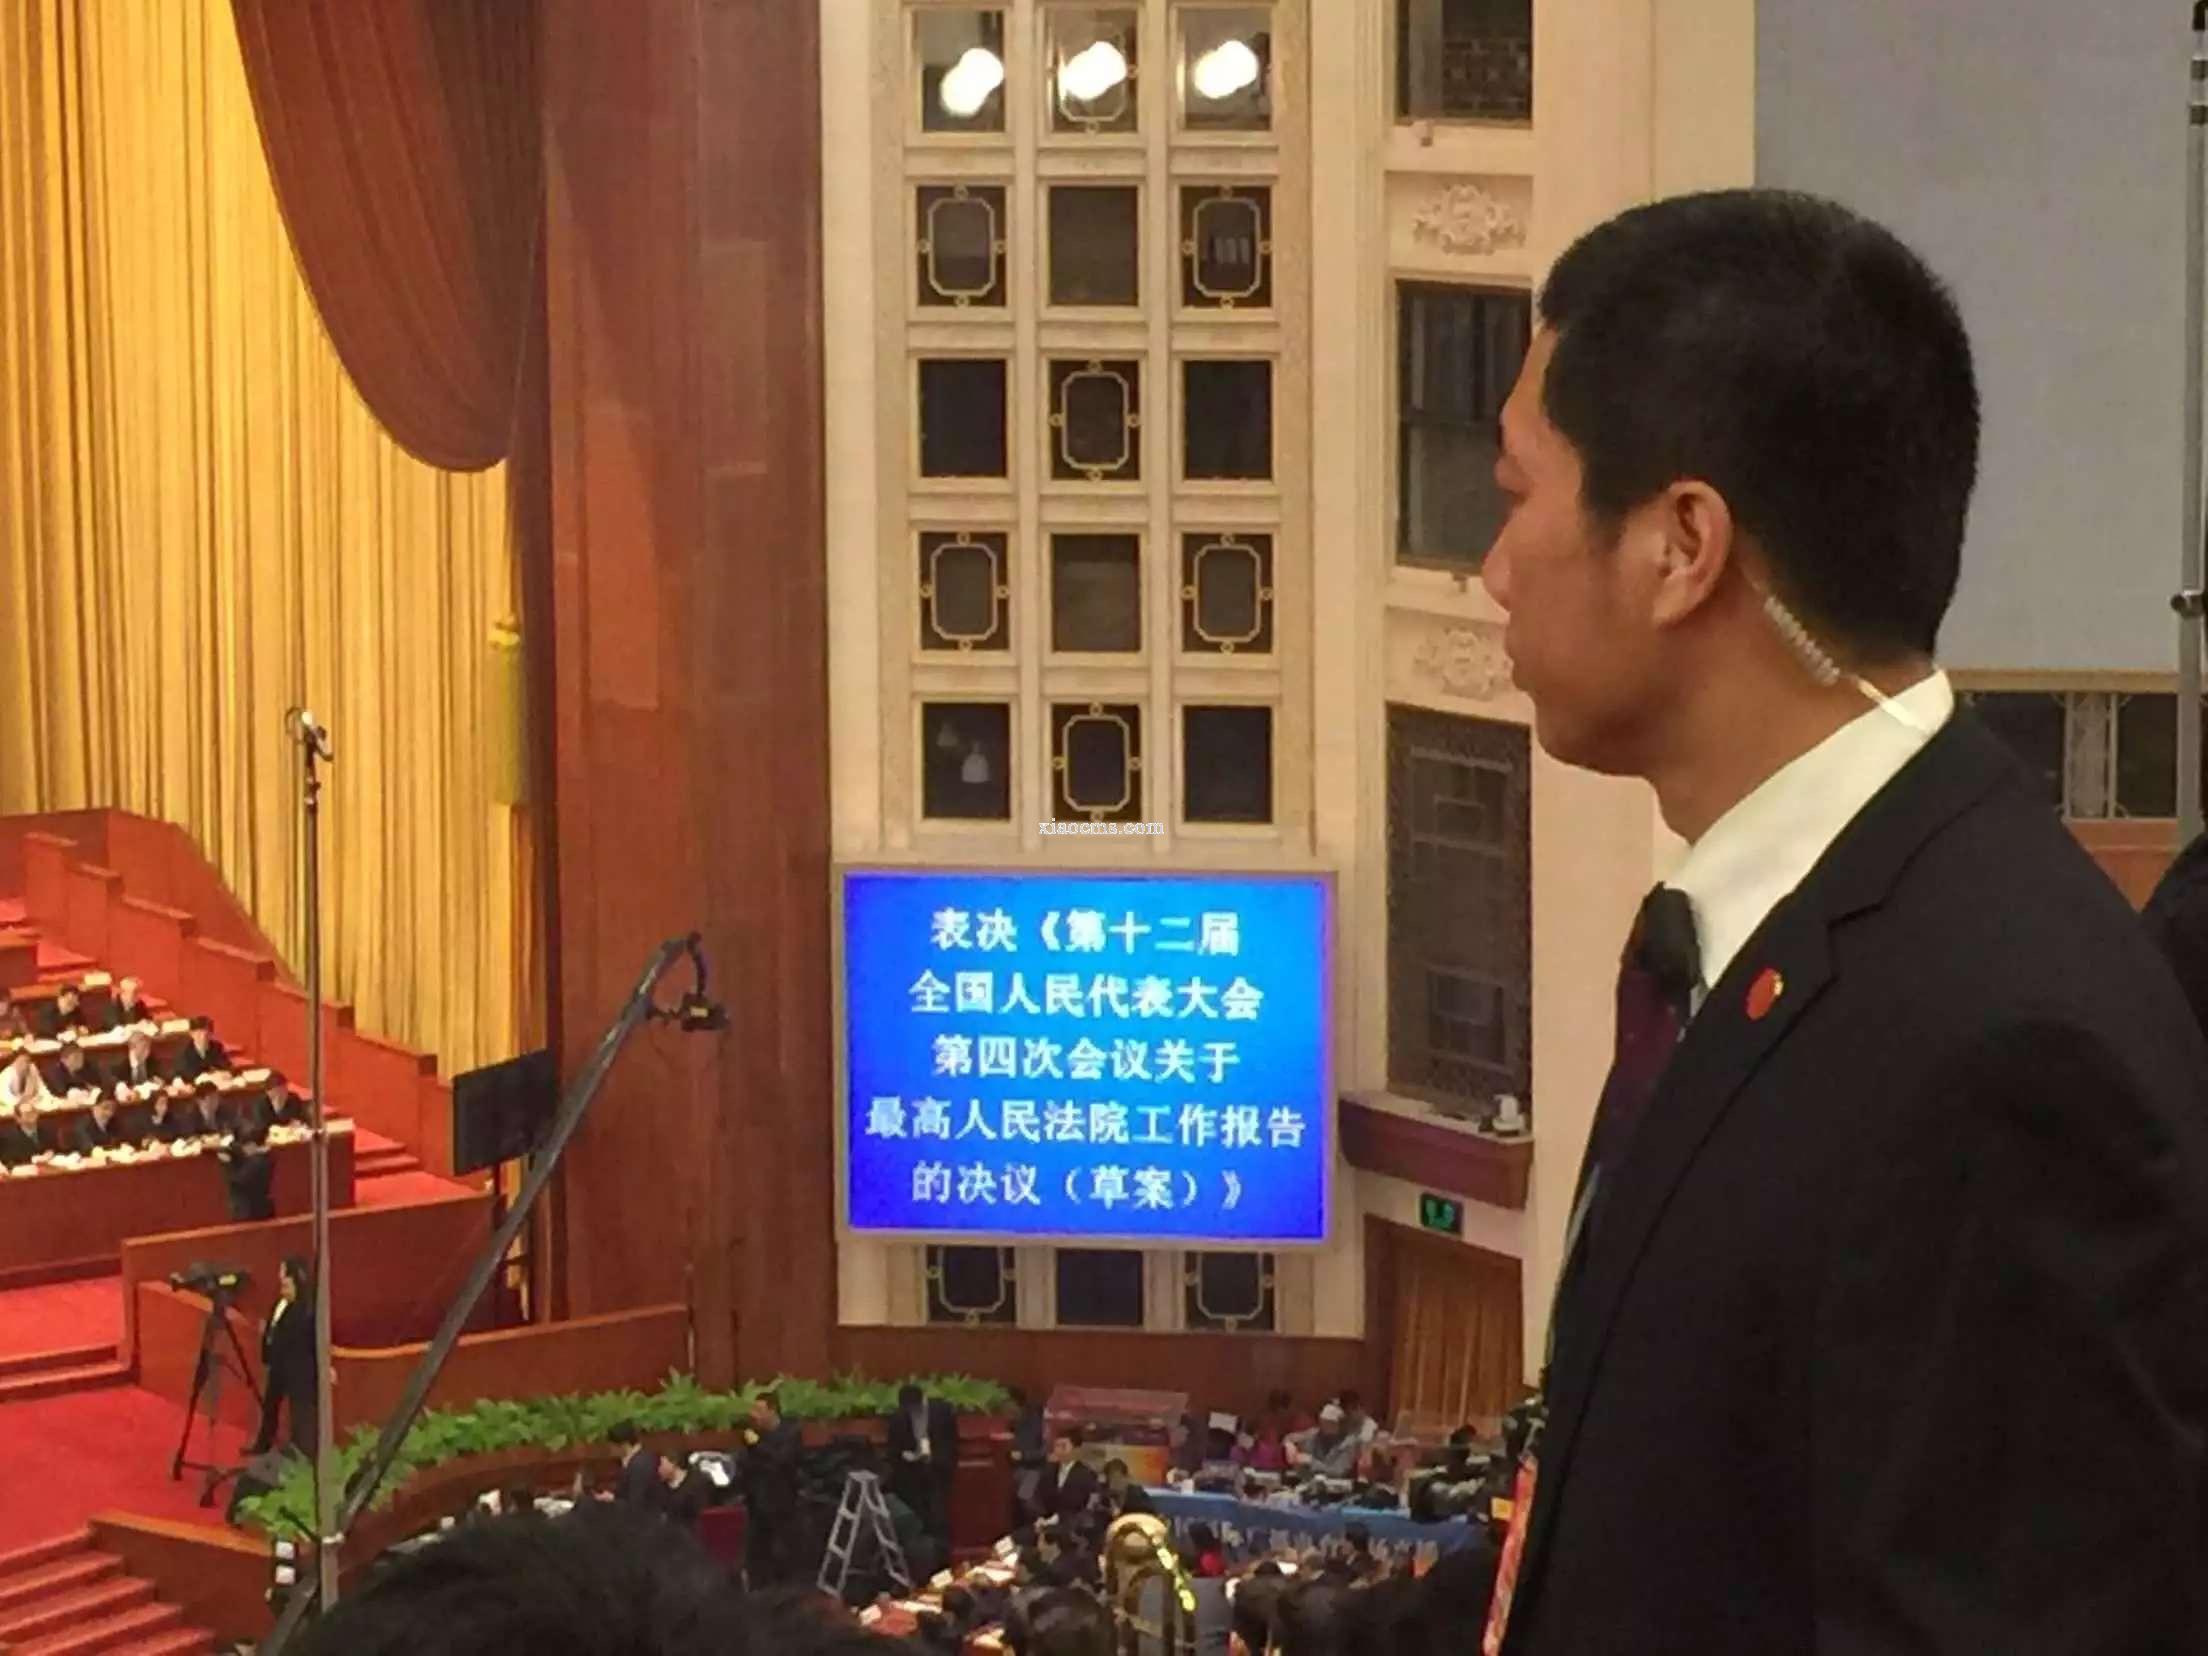 xiaocms.com
表决《第十二届
全国人民代表大会
第四次会议关于
最高人民法院工作报告
的决议（草案）》